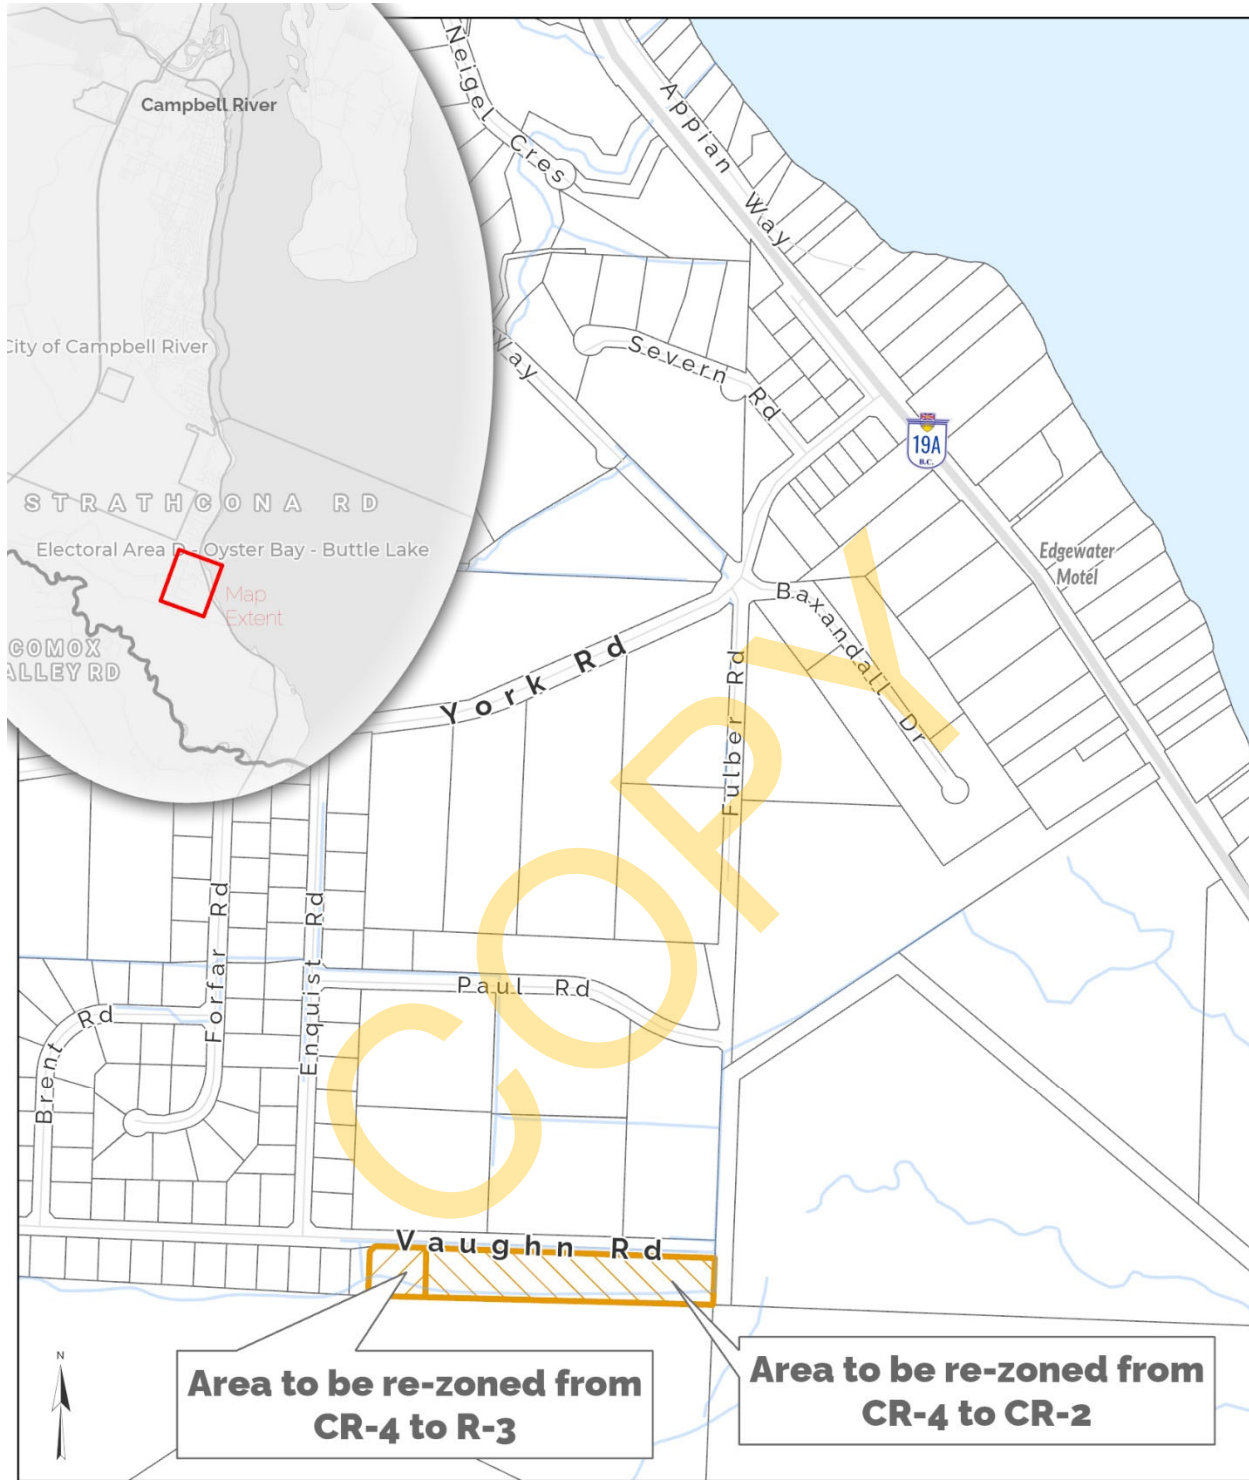 Campbell River
City of Campbell River
STRATHCONA RD
Electoral Area D - Oyster Bay - Buttle Lake
Map
Extent
COMOX
VALLEY RD
Neigel Cres
Appian Way
Way
Severn Rd
19A
B.C.
Edgewater
Motel
Baxandall Dr
York Rd
Fulber Rd
Forfar Rd
Enquist Rd
Paul Rd
Brent Rd
Vaughn Rd
COPY
N
Area to be re-zoned from
CR-4 to R-3
Area to be re-zoned from
CR-4 to CR-2